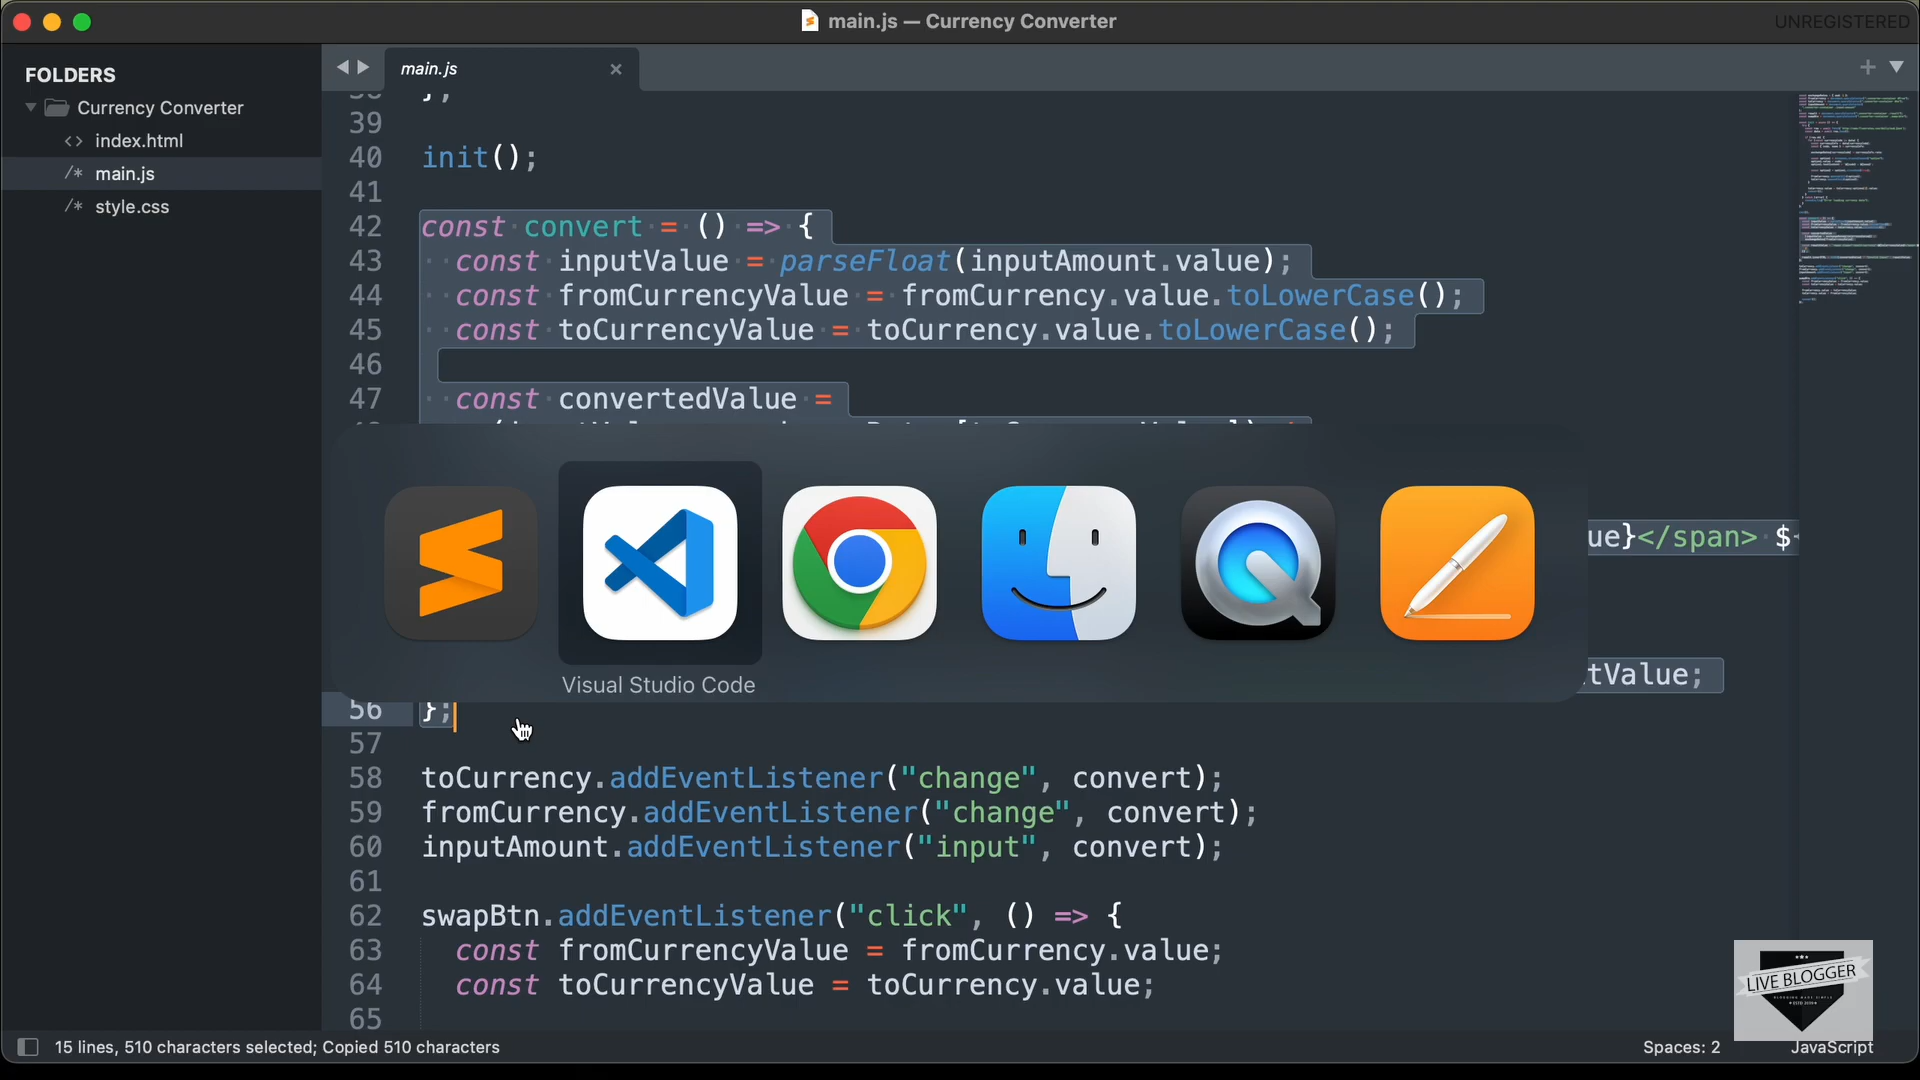 main.js — Currency Converter
UNREGISTERED
FOLDERS
Currency Converter
<> index.html
/* main.js
/* style.css
main.js
39
40 init();
41
42 const convert = () => {
43 const inputValue = parseFloat(inputAmount.value);
44 const fromCurrencyValue = fromCurrency.value.toLowerCase();
45 const toCurrencyValue = toCurrency.value.toLowerCase();
46
47 const convertedValue =
ue}</span> $
tValue;
Visual Studio Code
56 };
57
58 toCurrency.addEventListener("change", convert);
59 fromCurrency.addEventListener("change", convert);
60 inputAmount.addEventListener("input", convert);
61
62 swapBtn.addEventListener("click", () => {
63 const fromCurrencyValue = fromCurrency.value;
64 const toCurrencyValue = toCurrency.value;
65
LIVE BLOGGER
15 lines, 510 characters selected; Copied 510 characters
Spaces: 2
JavaScript